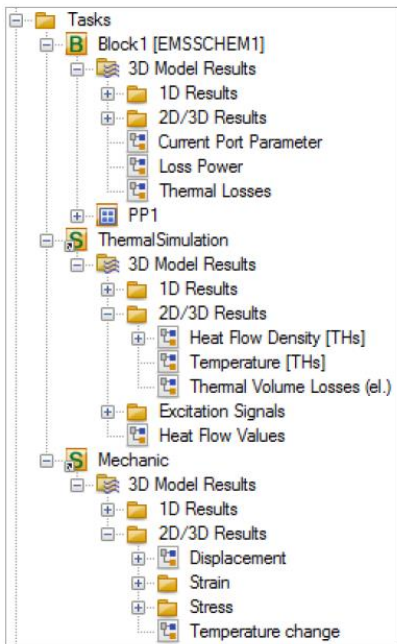 Tasks
B Block1 [EMSSCHEM1]
3D Model Results
1D Results
2D/3D Results
Current Port Parameter
Loss Power
Thermal Losses
PP1
S ThermalSimulation
3D Model Results
1D Results
2D/3D Results
Heat Flow Density [THs]
Temperature [THs]
Thermal Volume Losses (el.)
Excitation Signals
Heat Flow Values
S Mechanic
3D Model Results
1D Results
2D/3D Results
Displacement
Strain
Stress
Temperature change